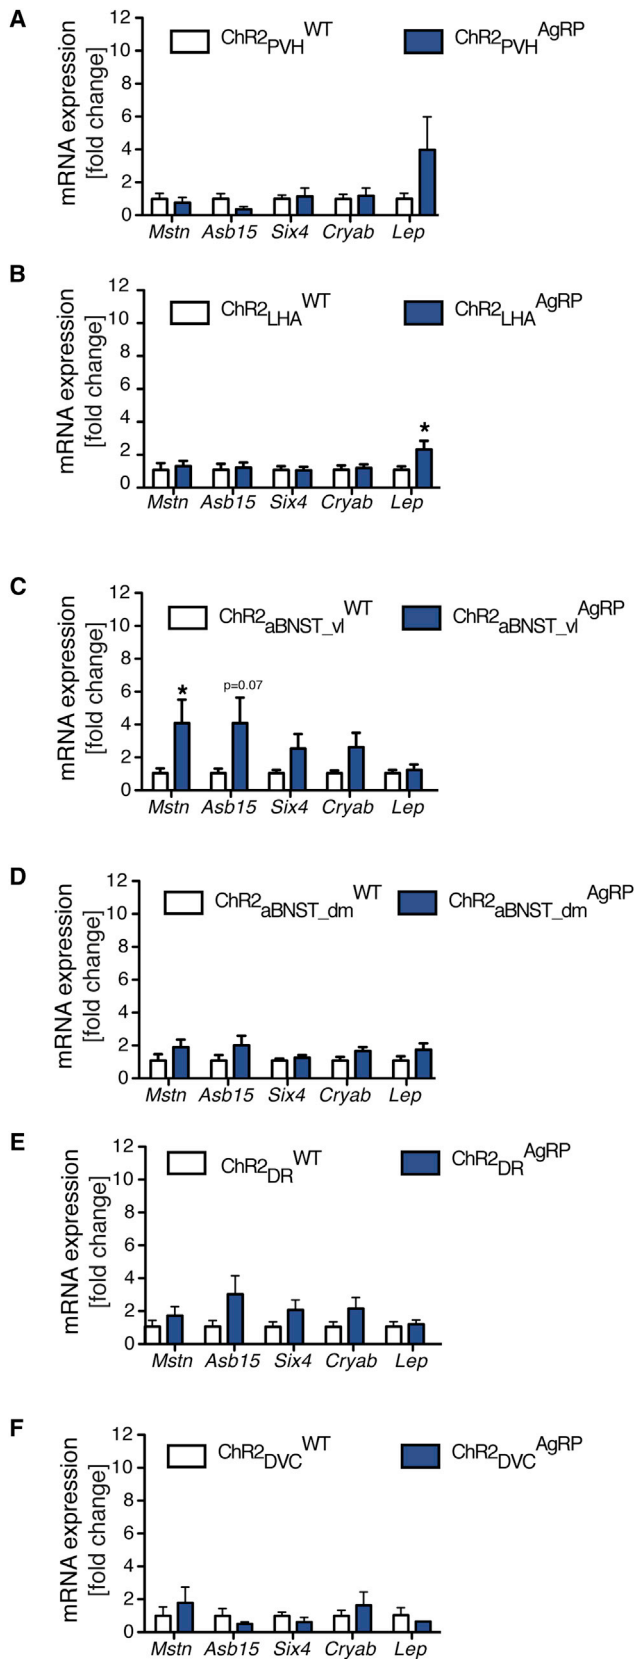 A
mRNA expression
[fold change]
12
10
8
6
4
2
0
ChR2PVHWT
ChR2PVHAgRP
Mstn Asb15 Six4 Cryab Lep
B
mRNA expression
[fold change]
12
10
8
6
4
2
0
ChR2LHAWT
ChR2LHAAgRP
*
Mstn Asb15 Six4 Cryab Lep
C
mRNA expression
[fold change]
12
10
8
6
4
2
0
ChR2aBNST_vlWT
ChR2aBNST_vlAgRP
*
p=0.07
Mstn Asb15 Six4 Cryab Lep
D
mRNA expression
[fold change]
12
10
8
6
4
2
0
ChR2aBNST_dmWT
ChR2aBNST_dmAgRP
Mstn Asb15 Six4 Cryab Lep
E
mRNA expression
[fold change]
12
10
8
6
4
2
0
ChR2DRWT
ChR2DRAgRP
Mstn Asb15 Six4 Cryab Lep
F
mRNA expression
[fold change]
12
10
8
6
4
2
0
ChR2DVCWT
ChR2DVCAgRP
Mstn Asb15 Six4 Cryab Lep